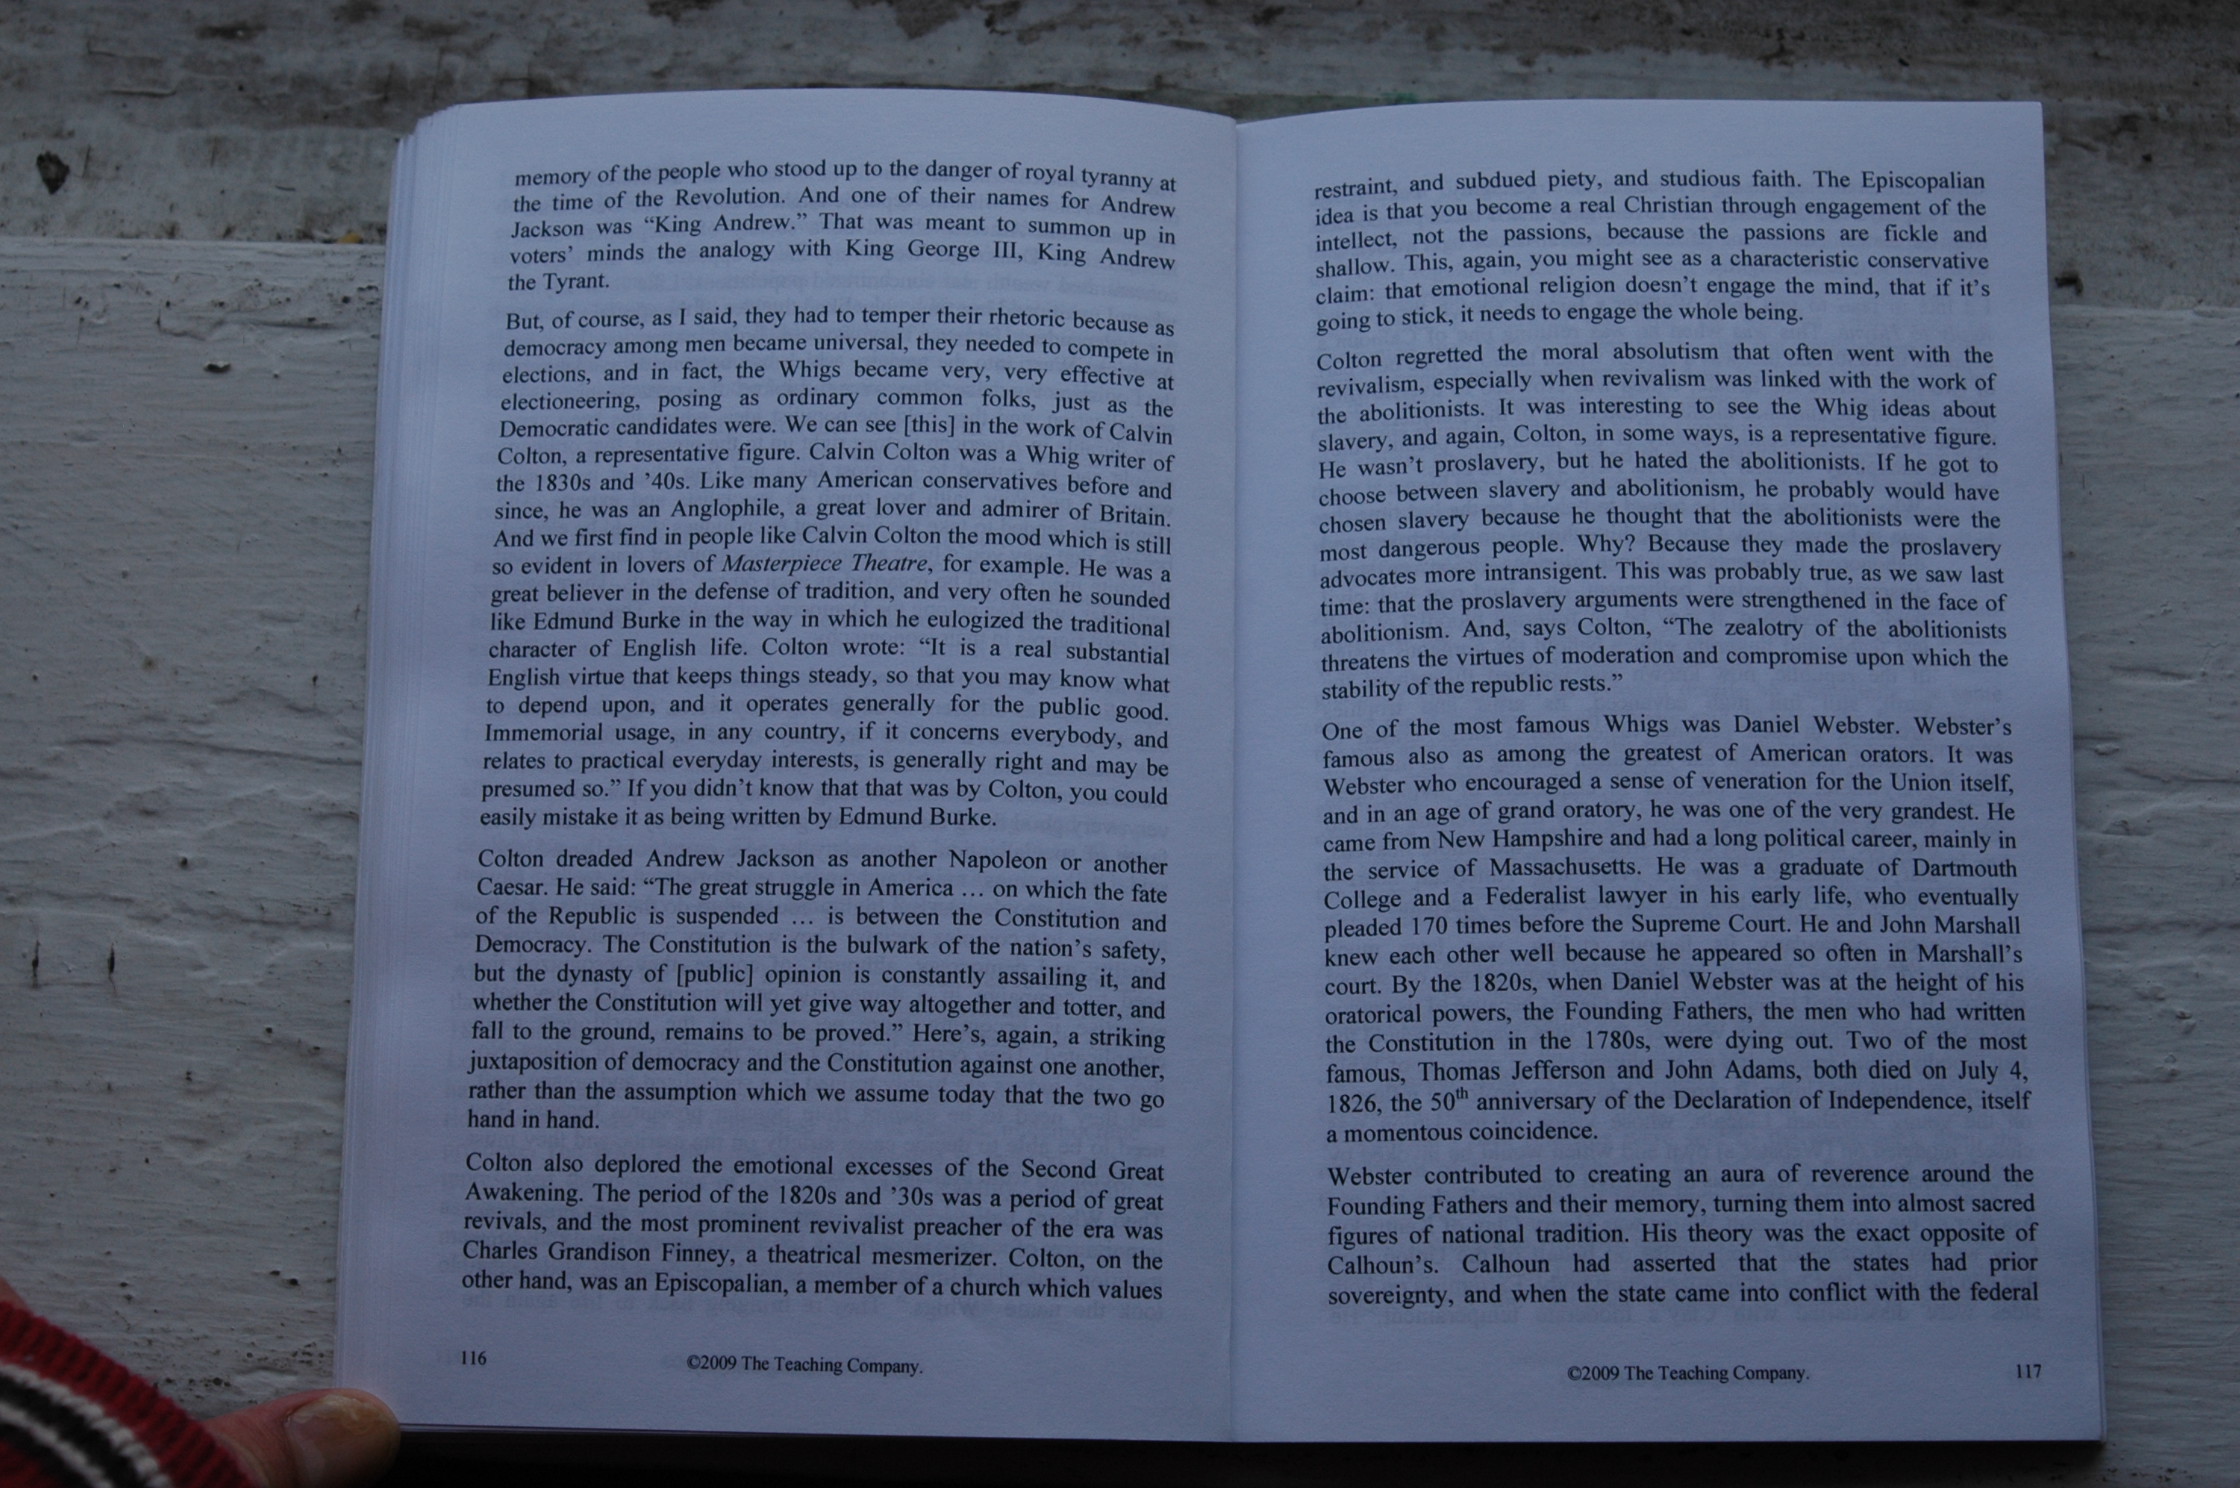 memory of the people who stood up to the danger of royal tyranny at
the time of the Revolution. And one of their names for Andrew
Jackson was “King Andrew.” That was meant to summon up in
voters’ minds the analogy with King George III, King Andrew
the Tyrant.
But, of course, as I said, they had to temper their rhetoric because as
democracy among men became universal, they needed to compete in
elections, and in fact, the Whigs became very, very effective at
electioneering, posing as ordinary common folks, just as the
Democratic candidates were. We can see [this] in the work of Calvin
Colton, a representative figure. Calvin Colton was a Whig writer of
the 1830s and ’40s. Like many American conservatives before and
since, he was an Anglophile, a great lover and admirer of Britain.
And we first find in people like Calvin Colton the mood which is still
so evident in lovers of Masterpiece Theatre, for example. He was a
great believer in the defense of tradition, and very often he sounded
like Edmund Burke in the way in which he eulogized the traditional
character of English life. Colton wrote: “It is a real substantial
English virtue that keeps things steady, so that you may know what
to depend upon, and it operates generally for the public good.
Immemorial usage, in any country, if it concerns everybody, and
relates to practical everyday interests, is generally right and may be
presumed so.” If you didn’t know that that was by Colton, you could
easily mistake it as being written by Edmund Burke.
Colton dreaded Andrew Jackson as another Napoleon or another
Caesar. He said: “The great struggle in America … on which the fate
of the Republic is suspended … is between the Constitution and
Democracy. The Constitution is the bulwark of the nation’s safety,
but the dynasty of [public] opinion is constantly assailing it, and
whether the Constitution will yet give way altogether and totter, and
fall to the ground, remains to be proved.” Here’s, again, a striking
juxtaposition of democracy and the Constitution against one another,
rather than the assumption which we assume today that the two go
hand in hand.
Colton also deplored the emotional excesses of the Second Great
Awakening. The period of the 1820s and ’30s was a period of great
revivals, and the most prominent revivalist preacher of the era was
Charles Grandison Finney, a theatrical mesmerizer. Colton, on the
other hand, was an Episcopalian, a member of a church which values
116
©2009 The Teaching Company.
restraint, and subdued piety, and studious faith. The Episcopalian
idea is that you become a real Christian through engagement of the
intellect, not the passions, because the passions are fickle and
shallow. This, again, you might see as a characteristic conservative
claim: that emotional religion doesn’t engage the mind, that if it’s
going to stick, it needs to engage the whole being.
Colton regretted the moral absolutism that often went with the
revivalism, especially when revivalism was linked with the work of
the abolitionists. It was interesting to see the Whig ideas about
slavery, and again, Colton, in some ways, is a representative figure.
He wasn’t proslavery, but he hated the abolitionists. If he got to
choose between slavery and abolitionism, he probably would have
chosen slavery because he thought that the abolitionists were the
most dangerous people. Why? Because they made the proslavery
advocates more intransigent. This was probably true, as we saw last
time: that the proslavery arguments were strengthened in the face of
abolitionism. And, says Colton, “The zealotry of the abolitionists
threatens the virtues of moderation and compromise upon which the
stability of the republic rests.”
One of the most famous Whigs was Daniel Webster. Webster’s
famous also as among the greatest of American orators. It was
Webster who encouraged a sense of veneration for the Union itself,
and in an age of grand oratory, he was one of the very grandest. He
came from New Hampshire and had a long political career, mainly in
the service of Massachusetts. He was a graduate of Dartmouth
College and a Federalist lawyer in his early life, who eventually
pleaded 170 times before the Supreme Court. He and John Marshall
knew each other well because he appeared so often in Marshall’s
court. By the 1820s, when Daniel Webster was at the height of his
oratorical powers, the Founding Fathers, the men who had written
the Constitution in the 1780s, were dying out. Two of the most
famous, Thomas Jefferson and John Adams, both died on July 4,
1826, the 50th anniversary of the Declaration of Independence, itself
a momentous coincidence.
Webster contributed to creating an aura of reverence around the
Founding Fathers and their memory, turning them into almost sacred
figures of national tradition. His theory was the exact opposite of
Calhoun’s. Calhoun had asserted that the states had prior
sovereignty, and when the state came into conflict with the federal
©2009 The Teaching Company.
117